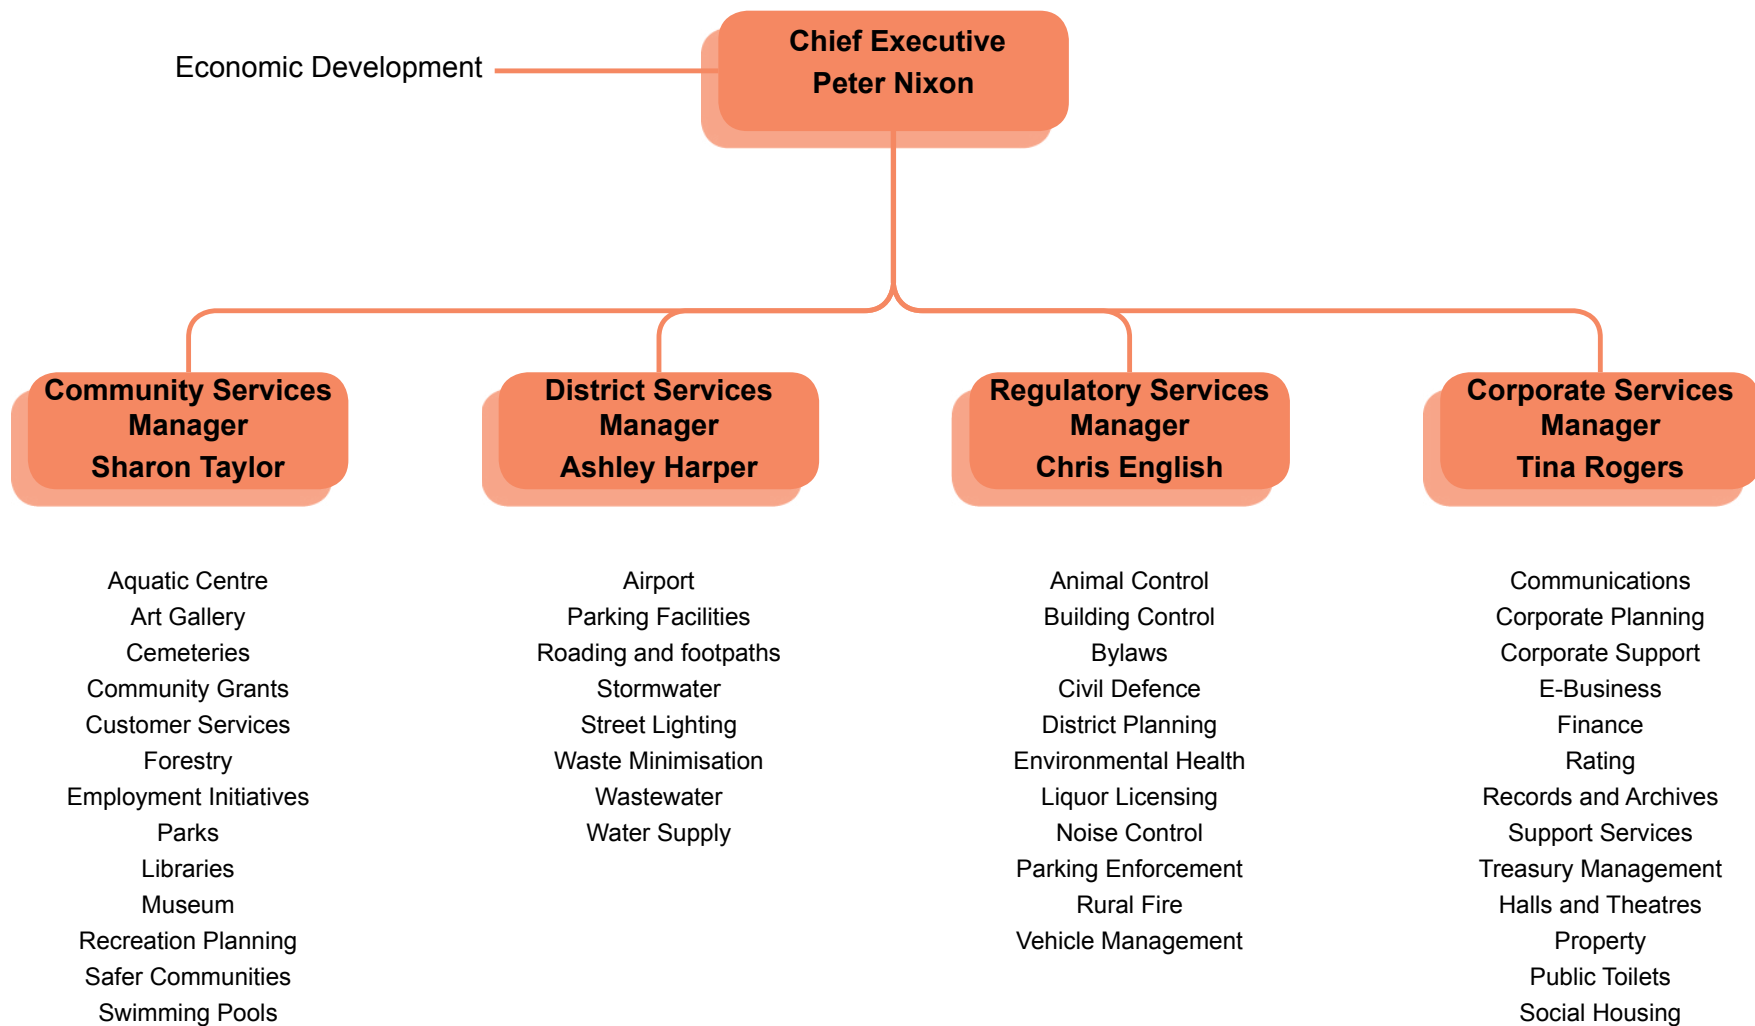 Economic Development
Chief Executive
Peter Nixon
Community Services
Manager
Sharon Taylor
District Services
Manager
Ashley Harper
Regulatory Services
Manager
Chris English
Corporate Services
Manager
Tina Rogers
Aquatic Centre
Art Gallery
Cemeteries
Community Grants
Customer Services
Forestry
Employment Initiatives
Parks
Libraries
Museum
Recreation Planning
Safer Communities
Swimming Pools
Airport
Parking Facilities
Roading and footpaths
Stormwater
Street Lighting
Waste Minimisation
Wastewater
Water Supply
Animal Control
Building Control
Bylaws
Civil Defence
District Planning
Environmental Health
Liquor Licensing
Noise Control
Parking Enforcement
Rural Fire
Vehicle Management
Communications
Corporate Planning
Corporate Support
E-Business
Finance
Rating
Records and Archives
Support Services
Treasury Management
Halls and Theatres
Property
Public Toilets
Social Housing